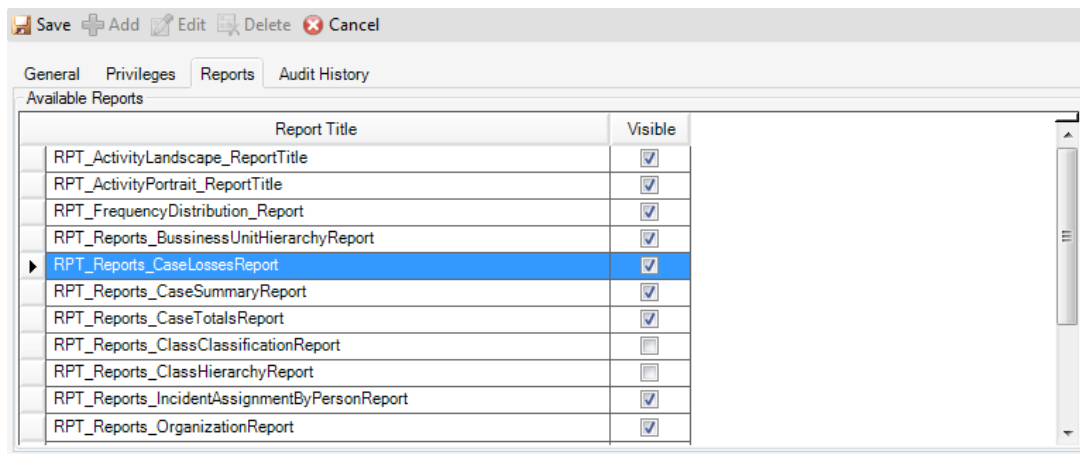 Save Add Edit Delete Cancel
General Privileges Reports Audit History
Available Reports
Report Title Visible
RPT_ActivityLandscape_ReportTitle
RPT_ActivityPortrait_ReportTitle
RPT_FrequencyDistribution_Report
RPT_Reports_BussinessUnitHierarchyReport
RPT_Reports_CaseLossesReport
RPT_Reports_CaseSummaryReport
RPT_Reports_CaseTotalsReport
RPT_Reports_ClassClassificationReport
RPT_Reports_ClassHierarchyReport
RPT_Reports_IncidentAssignmentByPersonReport
RPT_Reports_OrganizationReport